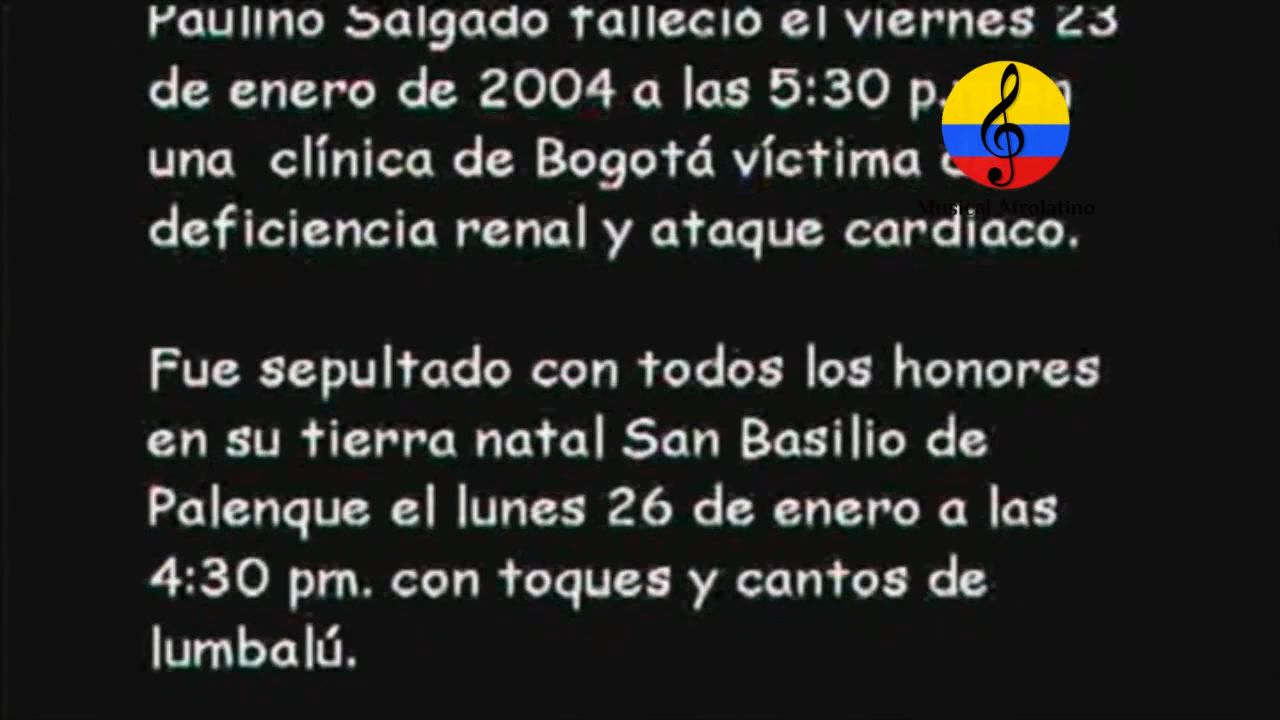 Paulino Salgado falleció el viernes 23
de enero de 2004 a las 5:30 p.
una clínica de Bogotá víctima
deficiencia renal y ataque cardiaco.
Musical Afrolatino
Fue sepultado con todos los honores
en su tierra natal San Basilio de
Palenque el lunes 26 de enero a las
4:30 pm. con toques y cantos de
lumbalú.